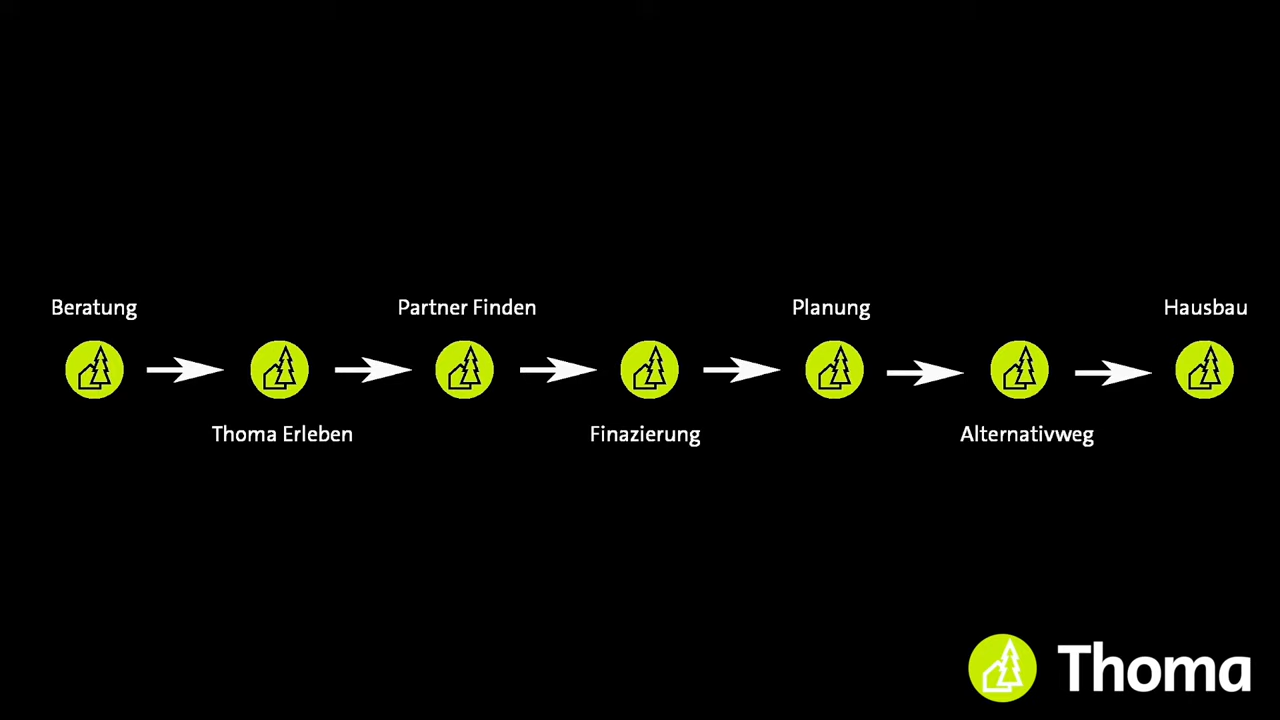 Beratung
Thoma Erleben
Partner Finden
Finazierung
Planung
Alternativweg
Hausbau
Thoma